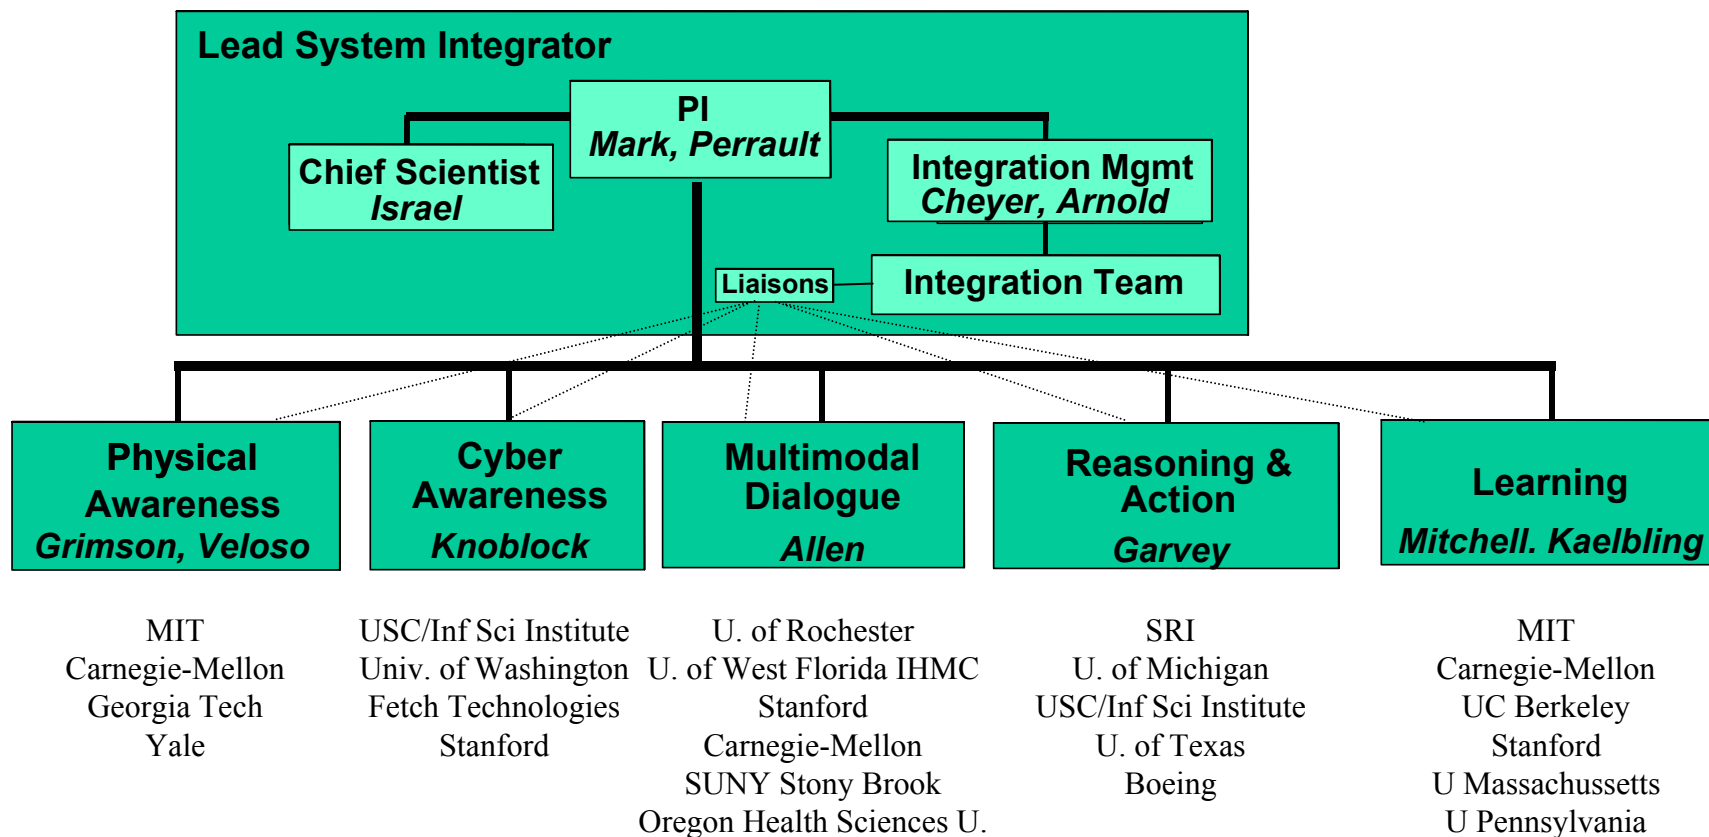 Lead System Integrator
PI
Mark, Perrault
Chief Scientist
Israel
Integration Mgmt
Cheyer, Arnold
Liaisons
Integration Team
Physical
Awareness
Grimson, Veloso
Cyber
Awareness
Knoblock
Multimodal
Dialogue
Allen
Reasoning &
Action
Garvey
Learning
Mitchell. Kaelbling
MIT
Carnegie-Mellon
Georgia Tech
Yale
USC/Inf Sci Institute
Univ. of Washington
Fetch Technologies
Stanford
U. of Rochester
U. of West Florida IHMC
Stanford
Carnegie-Mellon
SUNY Stony Brook
Oregon Health Sciences U.
SRI
U. of Michigan
USC/Inf Sci Institute
U. of Texas
Boeing
MIT
Carnegie-Mellon
UC Berkeley
Stanford
U Massachussetts
U Pennsylvania